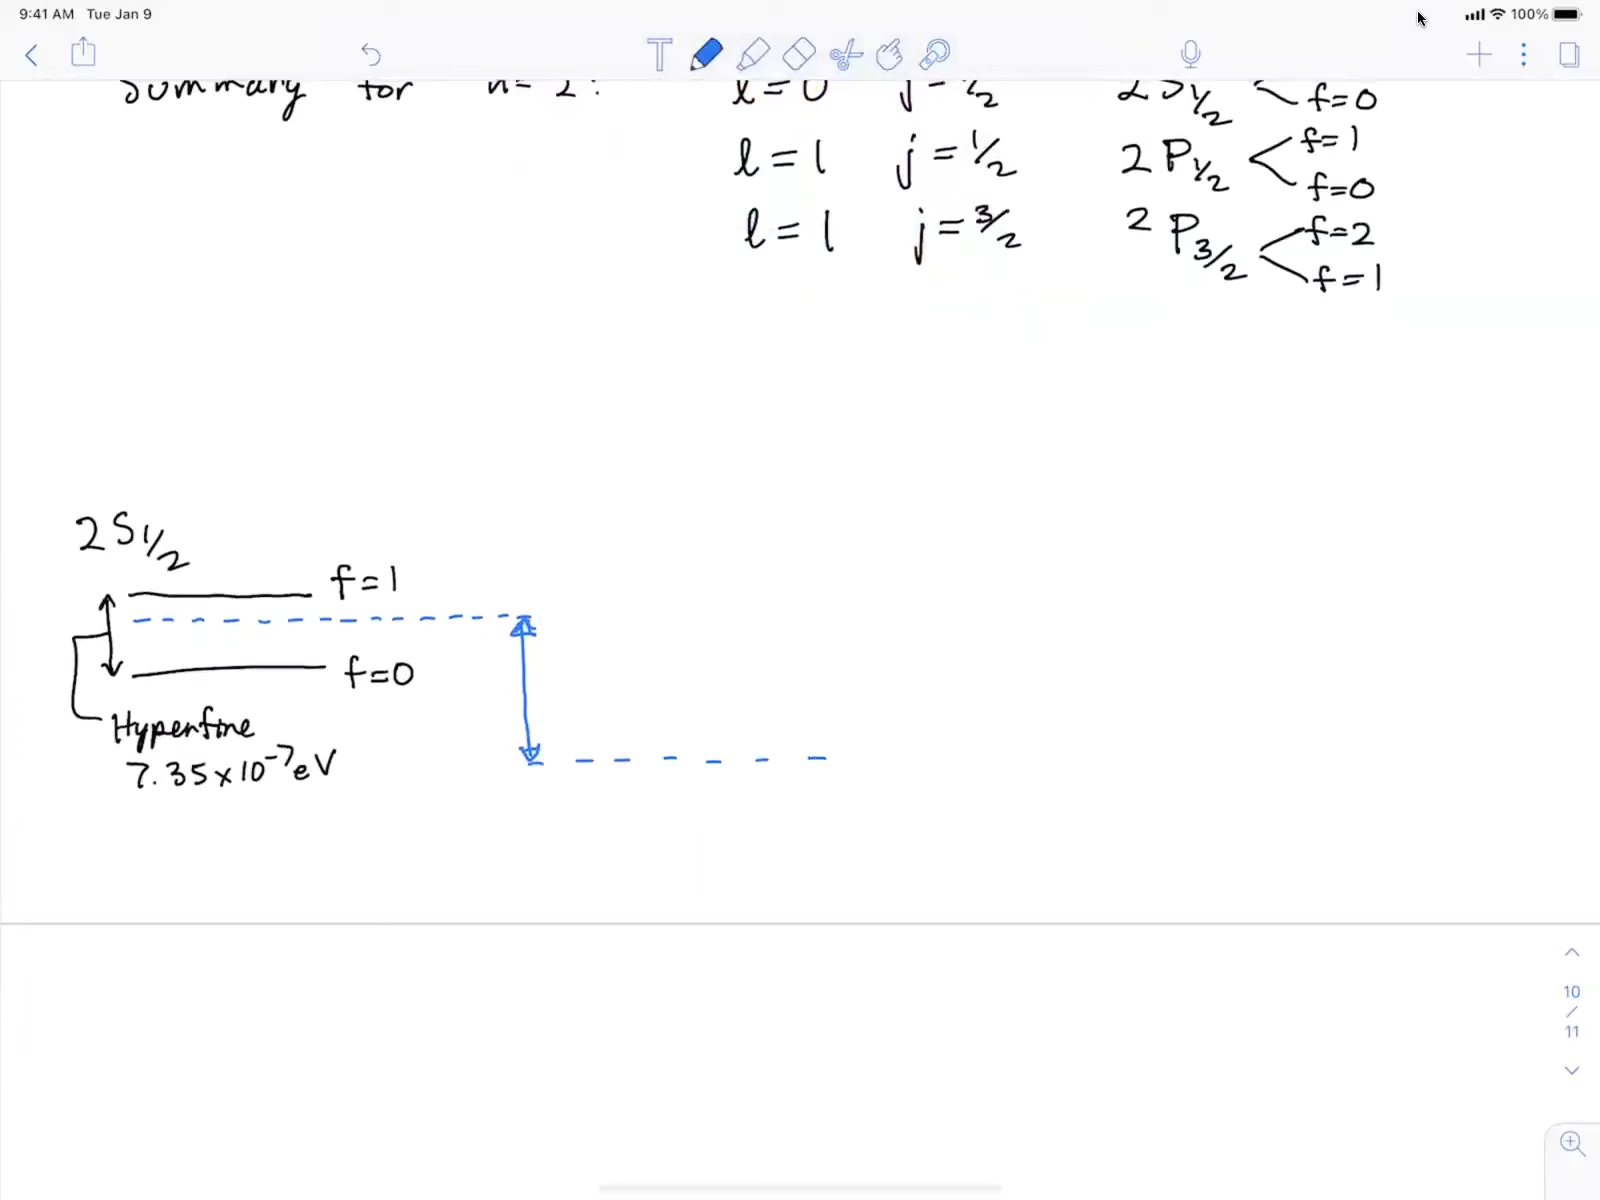 9:41 AM Tue Jan 9
100%
T
Summary for n=2: l=0 j=1/2 2S1/2 f=0
l=1 j=1/2 2P1/2 f=1
f=0
l=1 j=3/2 2P3/2 f=2
f=1
2S1/2
f=1
f=0
Hyperfine
7.35x10⁻⁷eV
10
/
11